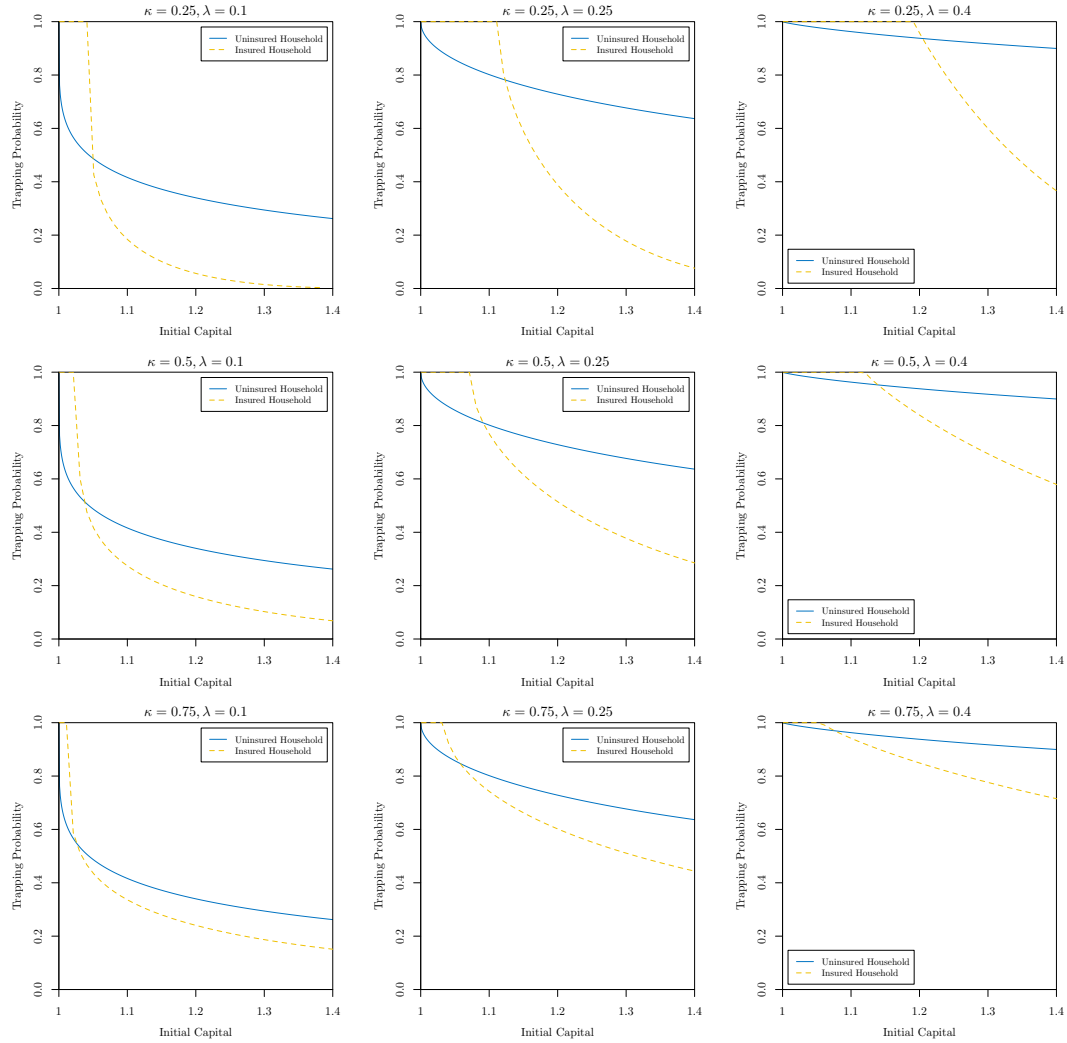 κ = 0.25, λ = 0.1
Trapping Probability
1.0
0.8
0.6
0.4
0.2
0.0
Uninsured Household
Insured Household
1 1.1 1.2 1.3 1.4
Initial Capital
κ = 0.25, λ = 0.25
Trapping Probability
1.0
0.8
0.6
0.4
0.2
0.0
Uninsured Household
Insured Household
1 1.1 1.2 1.3 1.4
Initial Capital
κ = 0.25, λ = 0.4
Trapping Probability
1.0
0.8
0.6
0.4
0.2
0.0
Uninsured Household
Insured Household
1 1.1 1.2 1.3 1.4
Initial Capital
κ = 0.5, λ = 0.1
Trapping Probability
1.0
0.8
0.6
0.4
0.2
0.0
Uninsured Household
Insured Household
1 1.1 1.2 1.3 1.4
Initial Capital
κ = 0.5, λ = 0.25
Trapping Probability
1.0
0.8
0.6
0.4
0.2
0.0
Uninsured Household
Insured Household
1 1.1 1.2 1.3 1.4
Initial Capital
κ = 0.5, λ = 0.4
Trapping Probability
1.0
0.8
0.6
0.4
0.2
0.0
Uninsured Household
Insured Household
1 1.1 1.2 1.3 1.4
Initial Capital
κ = 0.75, λ = 0.1
Trapping Probability
1.0
0.8
0.6
0.4
0.2
0.0
Uninsured Household
Insured Household
1 1.1 1.2 1.3 1.4
Initial Capital
κ = 0.75, λ = 0.25
Trapping Probability
1.0
0.8
0.6
0.4
0.2
0.0
Uninsured Household
Insured Household
1 1.1 1.2 1.3 1.4
Initial Capital
κ = 0.75, λ = 0.4
Trapping Probability
1.0
0.8
0.6
0.4
0.2
0.0
Uninsured Household
Insured Household
1 1.1 1.2 1.3 1.4
Initial Capital